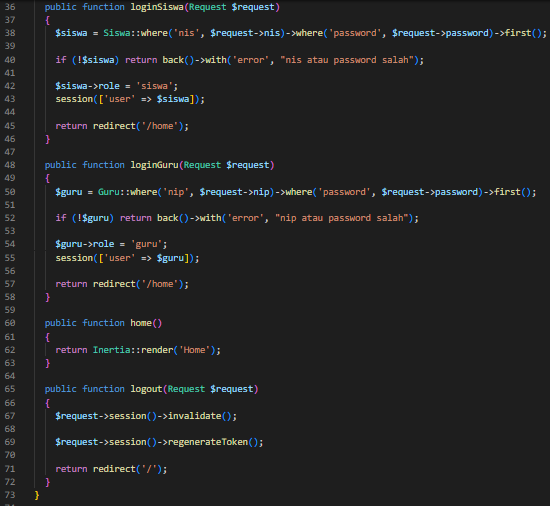 36 public function loginSiswa(Request $request)
37 {
38 $siswa = Siswa::where('nis', $request->nis)->where('password', $request->password)->first();
39
40 if (!$siswa) return back()->with('error', "nis atau password salah");
41
42 $siswa->role = 'siswa';
43 session(['user' => $siswa]);
44
45 return redirect('/home');
46 }
47
48 public function loginGuru(Request $request)
49 {
50 $guru = Guru::where('nip', $request->nip)->where('password', $request->password)->first();
51
52 if (!$guru) return back()->with('error', "nip atau password salah");
53
54 $guru->role = 'guru';
55 session(['user' => $guru]);
56
57 return redirect('/home');
58 }
59
60 public function home()
61 {
62 return Inertia::render('Home');
63 }
64
65 public function logout(Request $request)
66 {
67 $request->session()->invalidate();
68
69 $request->session()->regenerateToken();
70
71 return redirect('/');
72 }
73 }